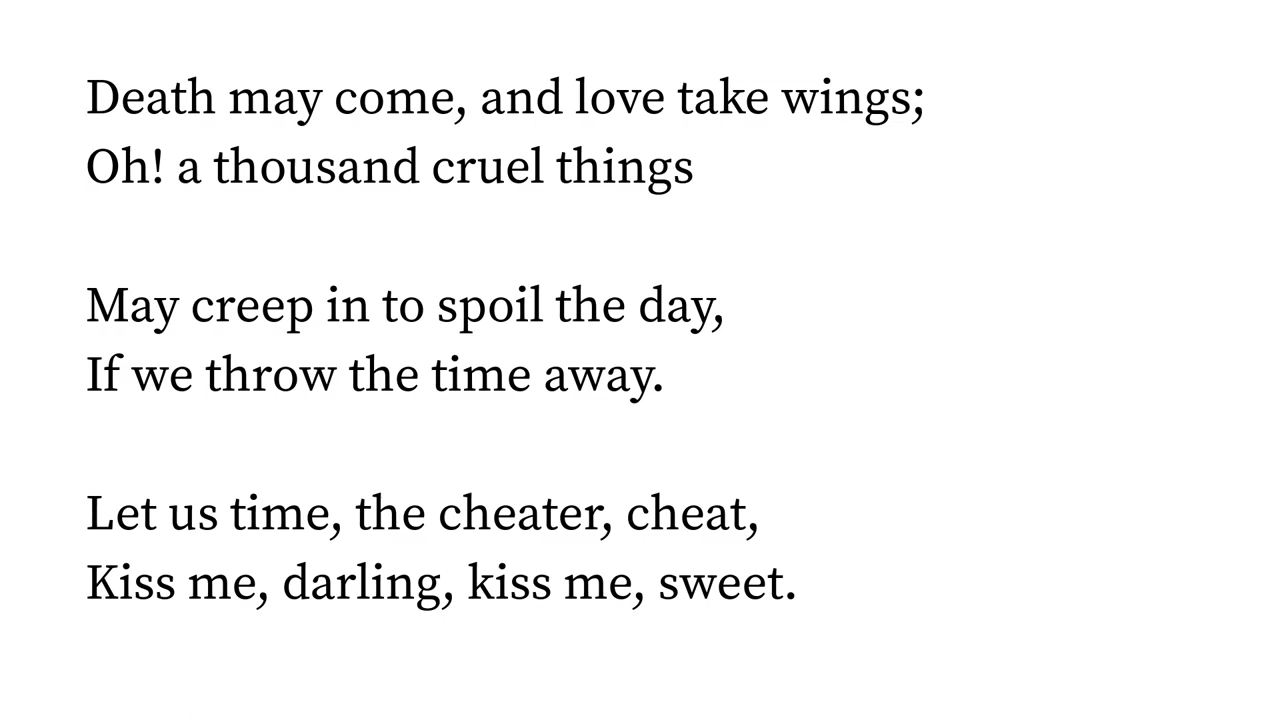 Death may come, and love take wings;
Oh! a thousand cruel things
May creep in to spoil the day,
If we throw the time away.
Let us time, the cheater, cheat,
Kiss me, darling, kiss me, sweet.